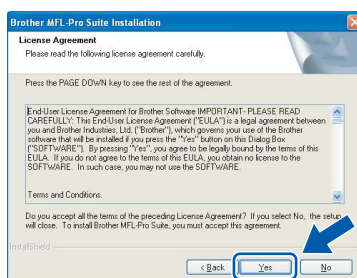 Brother MFL-Pro Suite Installation
License Agreement
Please read the following license agreement carefully.
Press the PAGE DOWN key to see the rest of the agreement.
End-User License Agreement for Brother Software IMPORTANT - PLEASE READ
CAREFULLY: This End-User License Agreement ("EULA") is a legal agreement between
you and Brother Industries, Ltd. ("Brother"), which governs your use of the Brother
software that will be installed if you press the "Yes" button on this Dialog Box
("SOFTWARE"). By pressing "Yes", you agree to be legally bound by the terms of this
EULA. If you do not agree to the terms of this EULA, you obtain no license to the
SOFTWARE. In such case, you may not use the SOFTWARE.
Terms and Conditions.
Do you accept all the terms of the preceding License Agreement? If you select No, the setup
will close. To install Brother MFL-Pro Suite, you must accept this agreement.
InstallShield
< Back
Yes
No